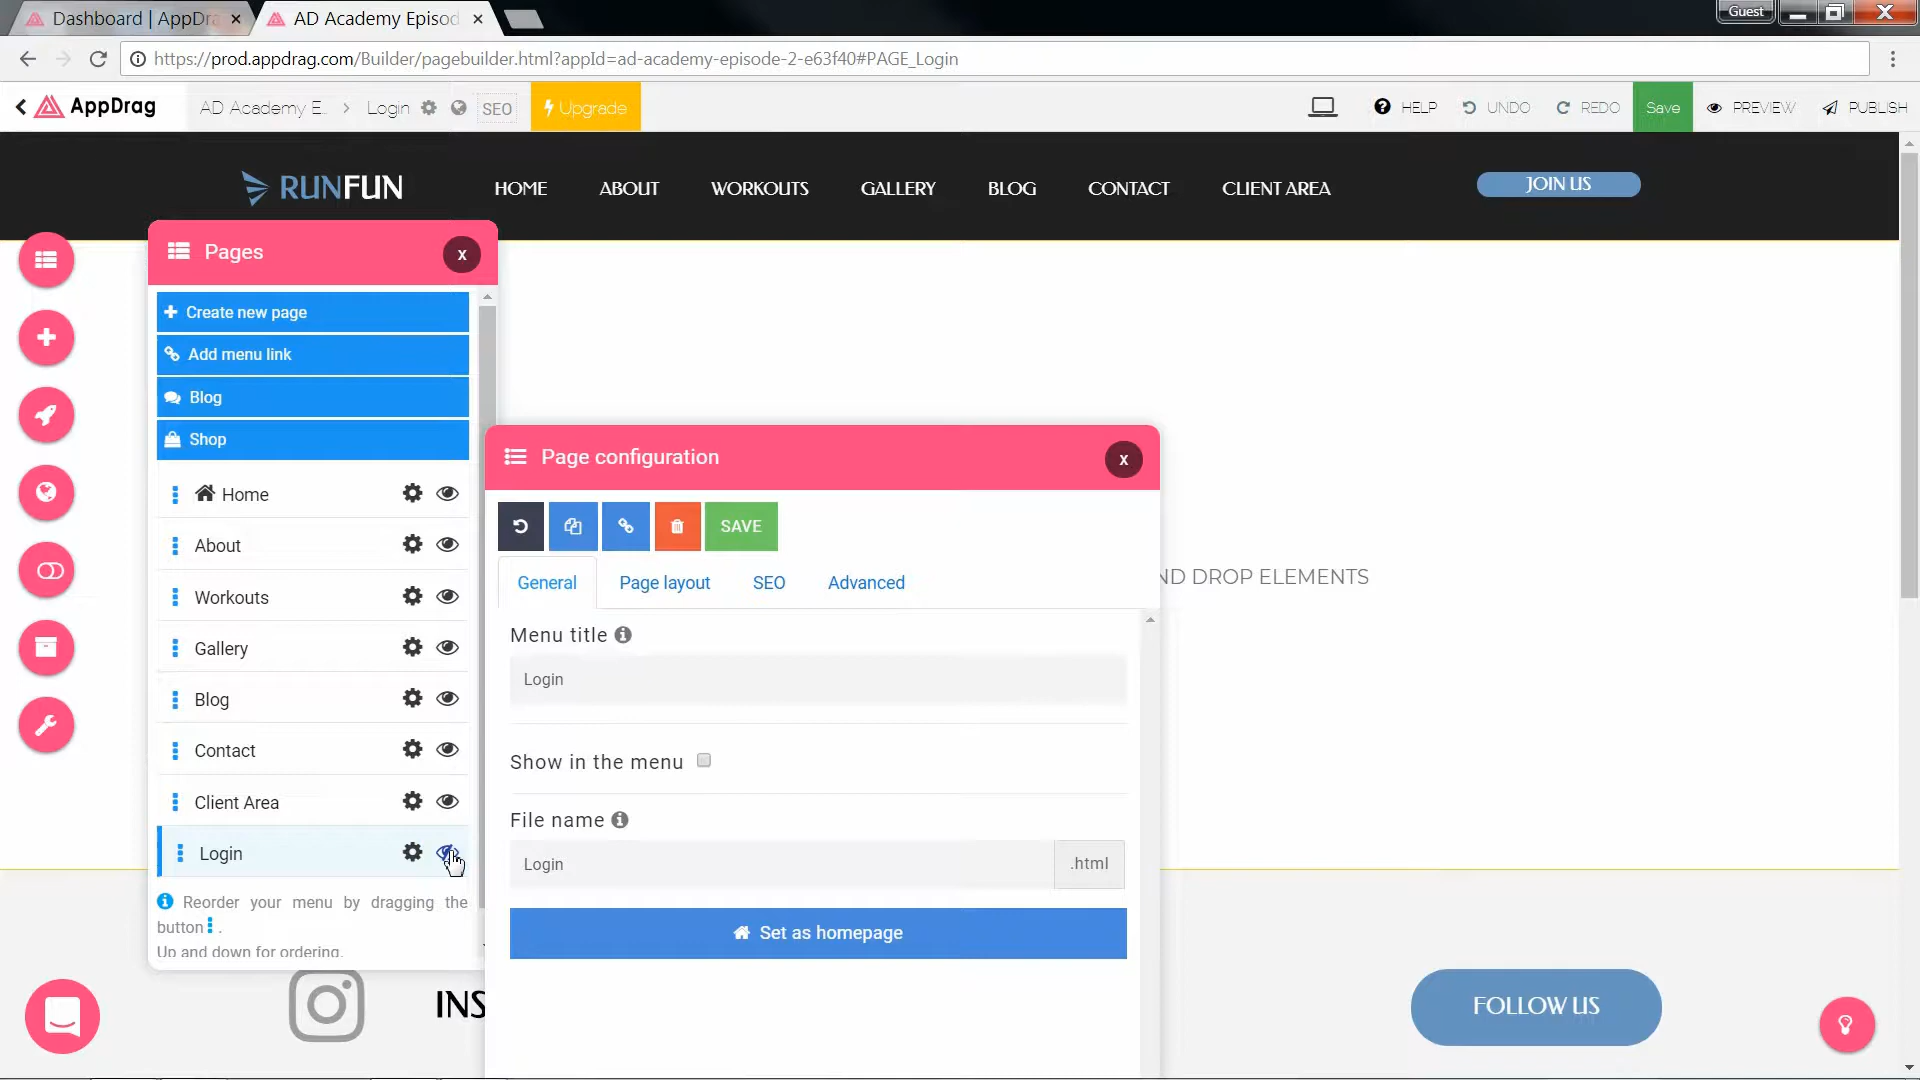 Dashboard | AppDra
AD Academy Episod
Guest
https://prod.appdrag.com/Builder/pagebuilder.html?appId=ad-academy-episode-2-e63f40#PAGE_Login
AppDrag
AD Academy E..
Login
SEO
Upgrade
HELP
UNDO
REDO
Save
PREVIEW
PUBLISH
RUNFUN
HOME
ABOUT
WORKOUTS
GALLERY
BLOG
CONTACT
CLIENT AREA
JOIN US
Pages
x
Create new page
Add menu link
Blog
Shop
Home
About
Workouts
Gallery
Blog
Contact
Client Area
Login
Reorder your menu by dragging the
button .
Up and down for ordering.
Page configuration
x
SAVE
General
Page layout
SEO
Advanced
Menu title
Login
Show in the menu
File name
Login
.html
Set as homepage
ND DROP ELEMENTS
INS
FOLLOW US